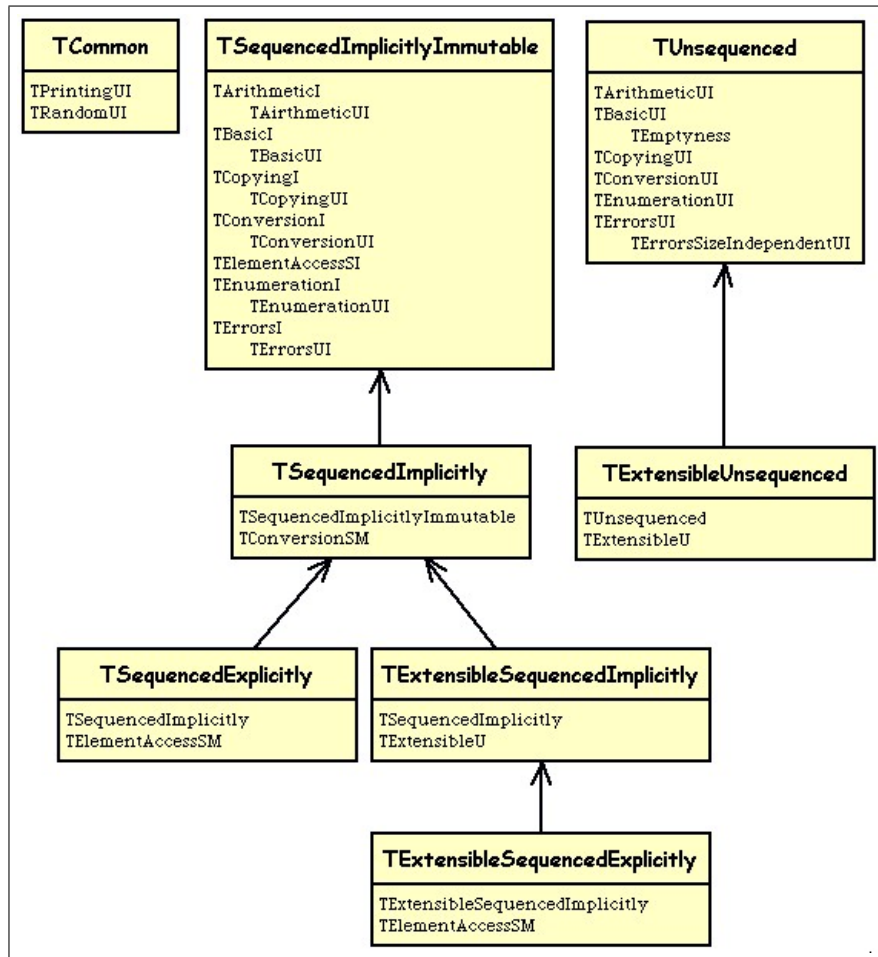 TCommon
TPrintingUI
TRandomUI
TSequencedImplicitlyImmutable
TArithmeticI
TAirthmeticUI
TBasicI
TBasicUI
TCopyingI
TCopyingUI
TConversionI
TConversionUI
TElementAccessSI
TEnumerationI
TEnumerationUI
TErrorsI
TErrorsUI
TUnsequenced
TArithmeticUI
TBasicUI
TEmptyness
TCopyingUI
TConversionUI
TEnumerationUI
TErrorsUI
TErrorsSizeIndependentUI
TSequencedImplicitly
TSequencedImplicitlyImmutable
TConversionSM
TExtensibleUnsequenced
TUnsequenced
TExtensibleU
TSequencedExplicitly
TSequencedImplicitly
TElementAccessSM
TExtensibleSequencedImplicitly
TSequencedImplicitly
TExtensibleU
TExtensibleSequencedExplicitly
TExtensibleSequencedImplicitly
TElementAccessSM